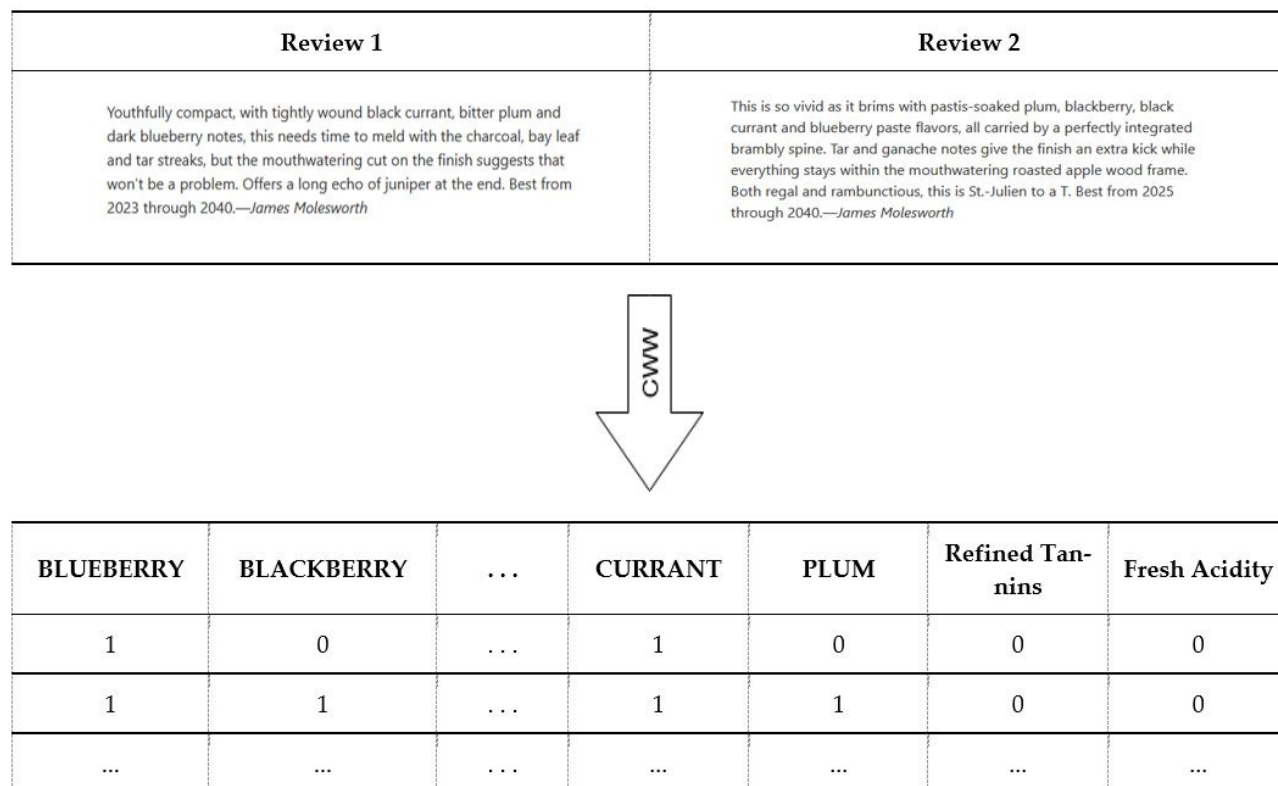 Review 1
Review 2
Youthfully compact, with tightly wound black currant, bitter plum and
dark blueberry notes, this needs time to meld with the charcoal, bay leaf
and tar streaks, but the mouthwatering cut on the finish suggests that
won't be a problem. Offers a long echo of juniper at the end. Best from
2023 through 2040.—James Molesworth
This is so vivid as it brims with pastis-soaked plum, blackberry, black
currant and blueberry paste flavors, all carried by a perfectly integrated
brambly spine. Tar and ganache notes give the finish an extra kick while
everything stays within the mouthwatering roasted apple wood frame.
Both regal and rambunctious, this is St.-Julien to a T. Best from 2025
through 2040.—James Molesworth
CWW
BLUEBERRY BLACKBERRY ... CURRANT PLUM Refined Tan-
nins Fresh Acidity
1 0 ... 1 0 0 0
1 1 ... 1 1 0 0
... ... ... ... ... ... ...